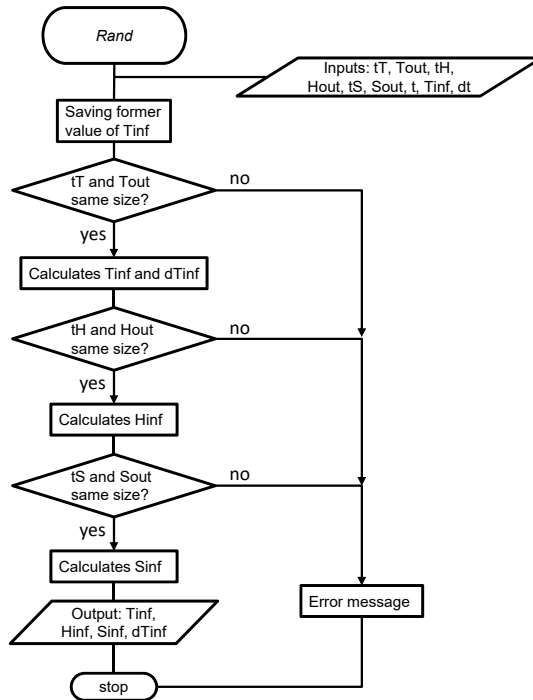 Rand
Inputs: tT, Tout, tH,
Hout, tS, Sout, t, Tinf, dt
Saving former
value of Tinf
tT and Tout
same size?
no
yes
Calculates Tinf and dTinf
tH and Hout
same size?
no
yes
Calculates Hinf
tS and Sout
same size?
no
yes
Calculates Sinf
Output: Tinf,
Hinf, Sinf, dTinf
Error message
stop